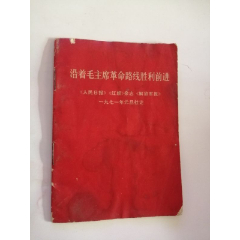 沿着毛主席革命路线胜利前进
《人民日报》《红旗》杂志《解放军报》
一九七一年元旦社论